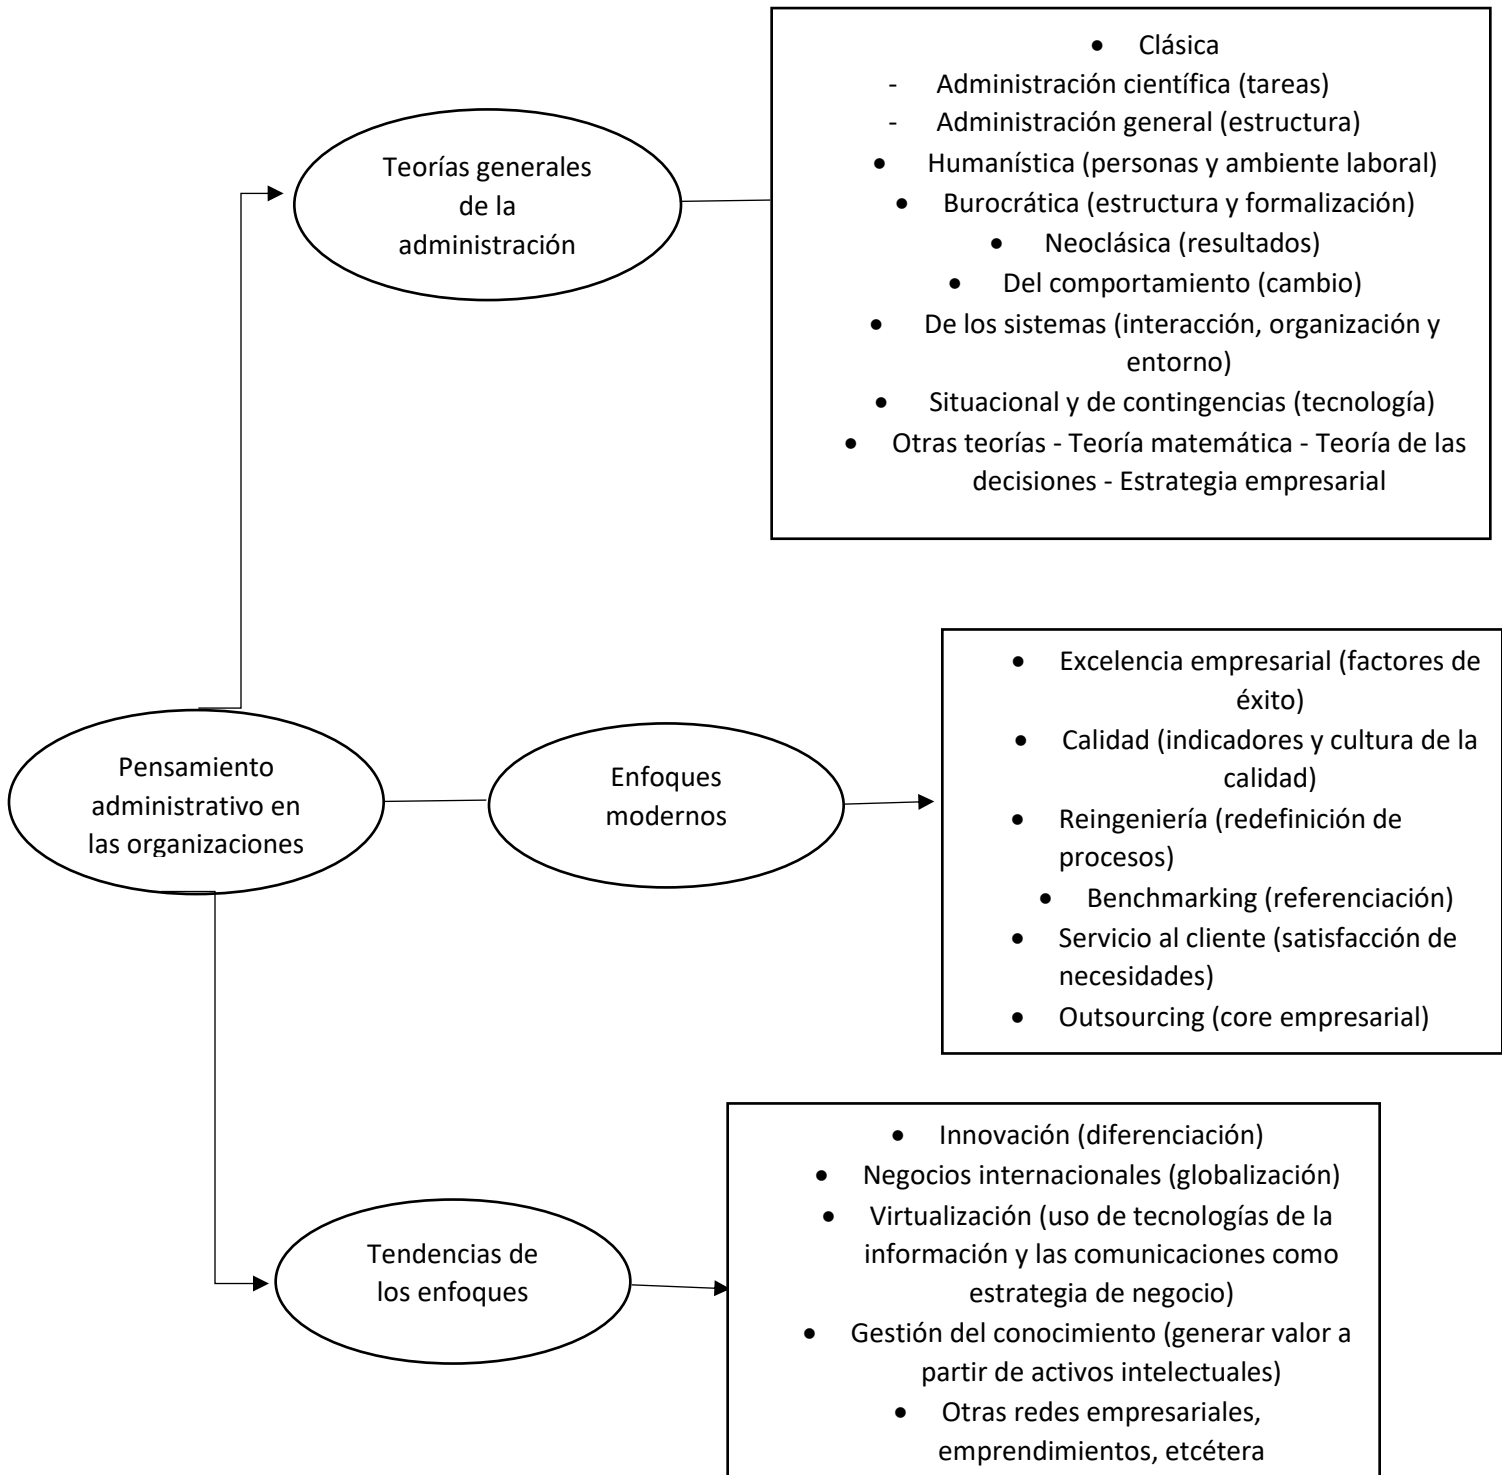 • Clásica
- Administración científica (tareas)
- Administración general (estructura)
• Humanística (personas y ambiente laboral)
• Burocrática (estructura y formalización)
• Neoclásica (resultados)
• Del comportamiento (cambio)
• De los sistemas (interacción, organización y
entorno)
• Situacional y de contingencias (tecnología)
• Otras teorías - Teoría matemática - Teoría de las
decisiones - Estrategia empresarial
Teorías generales
de la
administración
Pensamiento
administrativo en
las organizaciones
Enfoques
modernos
• Excelencia empresarial (factores de
éxito)
• Calidad (indicadores y cultura de la
calidad)
• Reingeniería (redefinición de
procesos)
• Benchmarking (referenciación)
• Servicio al cliente (satisfacción de
necesidades)
• Outsourcing (core empresarial)
Tendencias de
los enfoques
• Innovación (diferenciación)
• Negocios internacionales (globalización)
• Virtualización (uso de tecnologías de la
información y las comunicaciones como
estrategia de negocio)
• Gestión del conocimiento (generar valor a
partir de activos intelectuales)
• Otras redes empresariales,
emprendimientos, etcétera